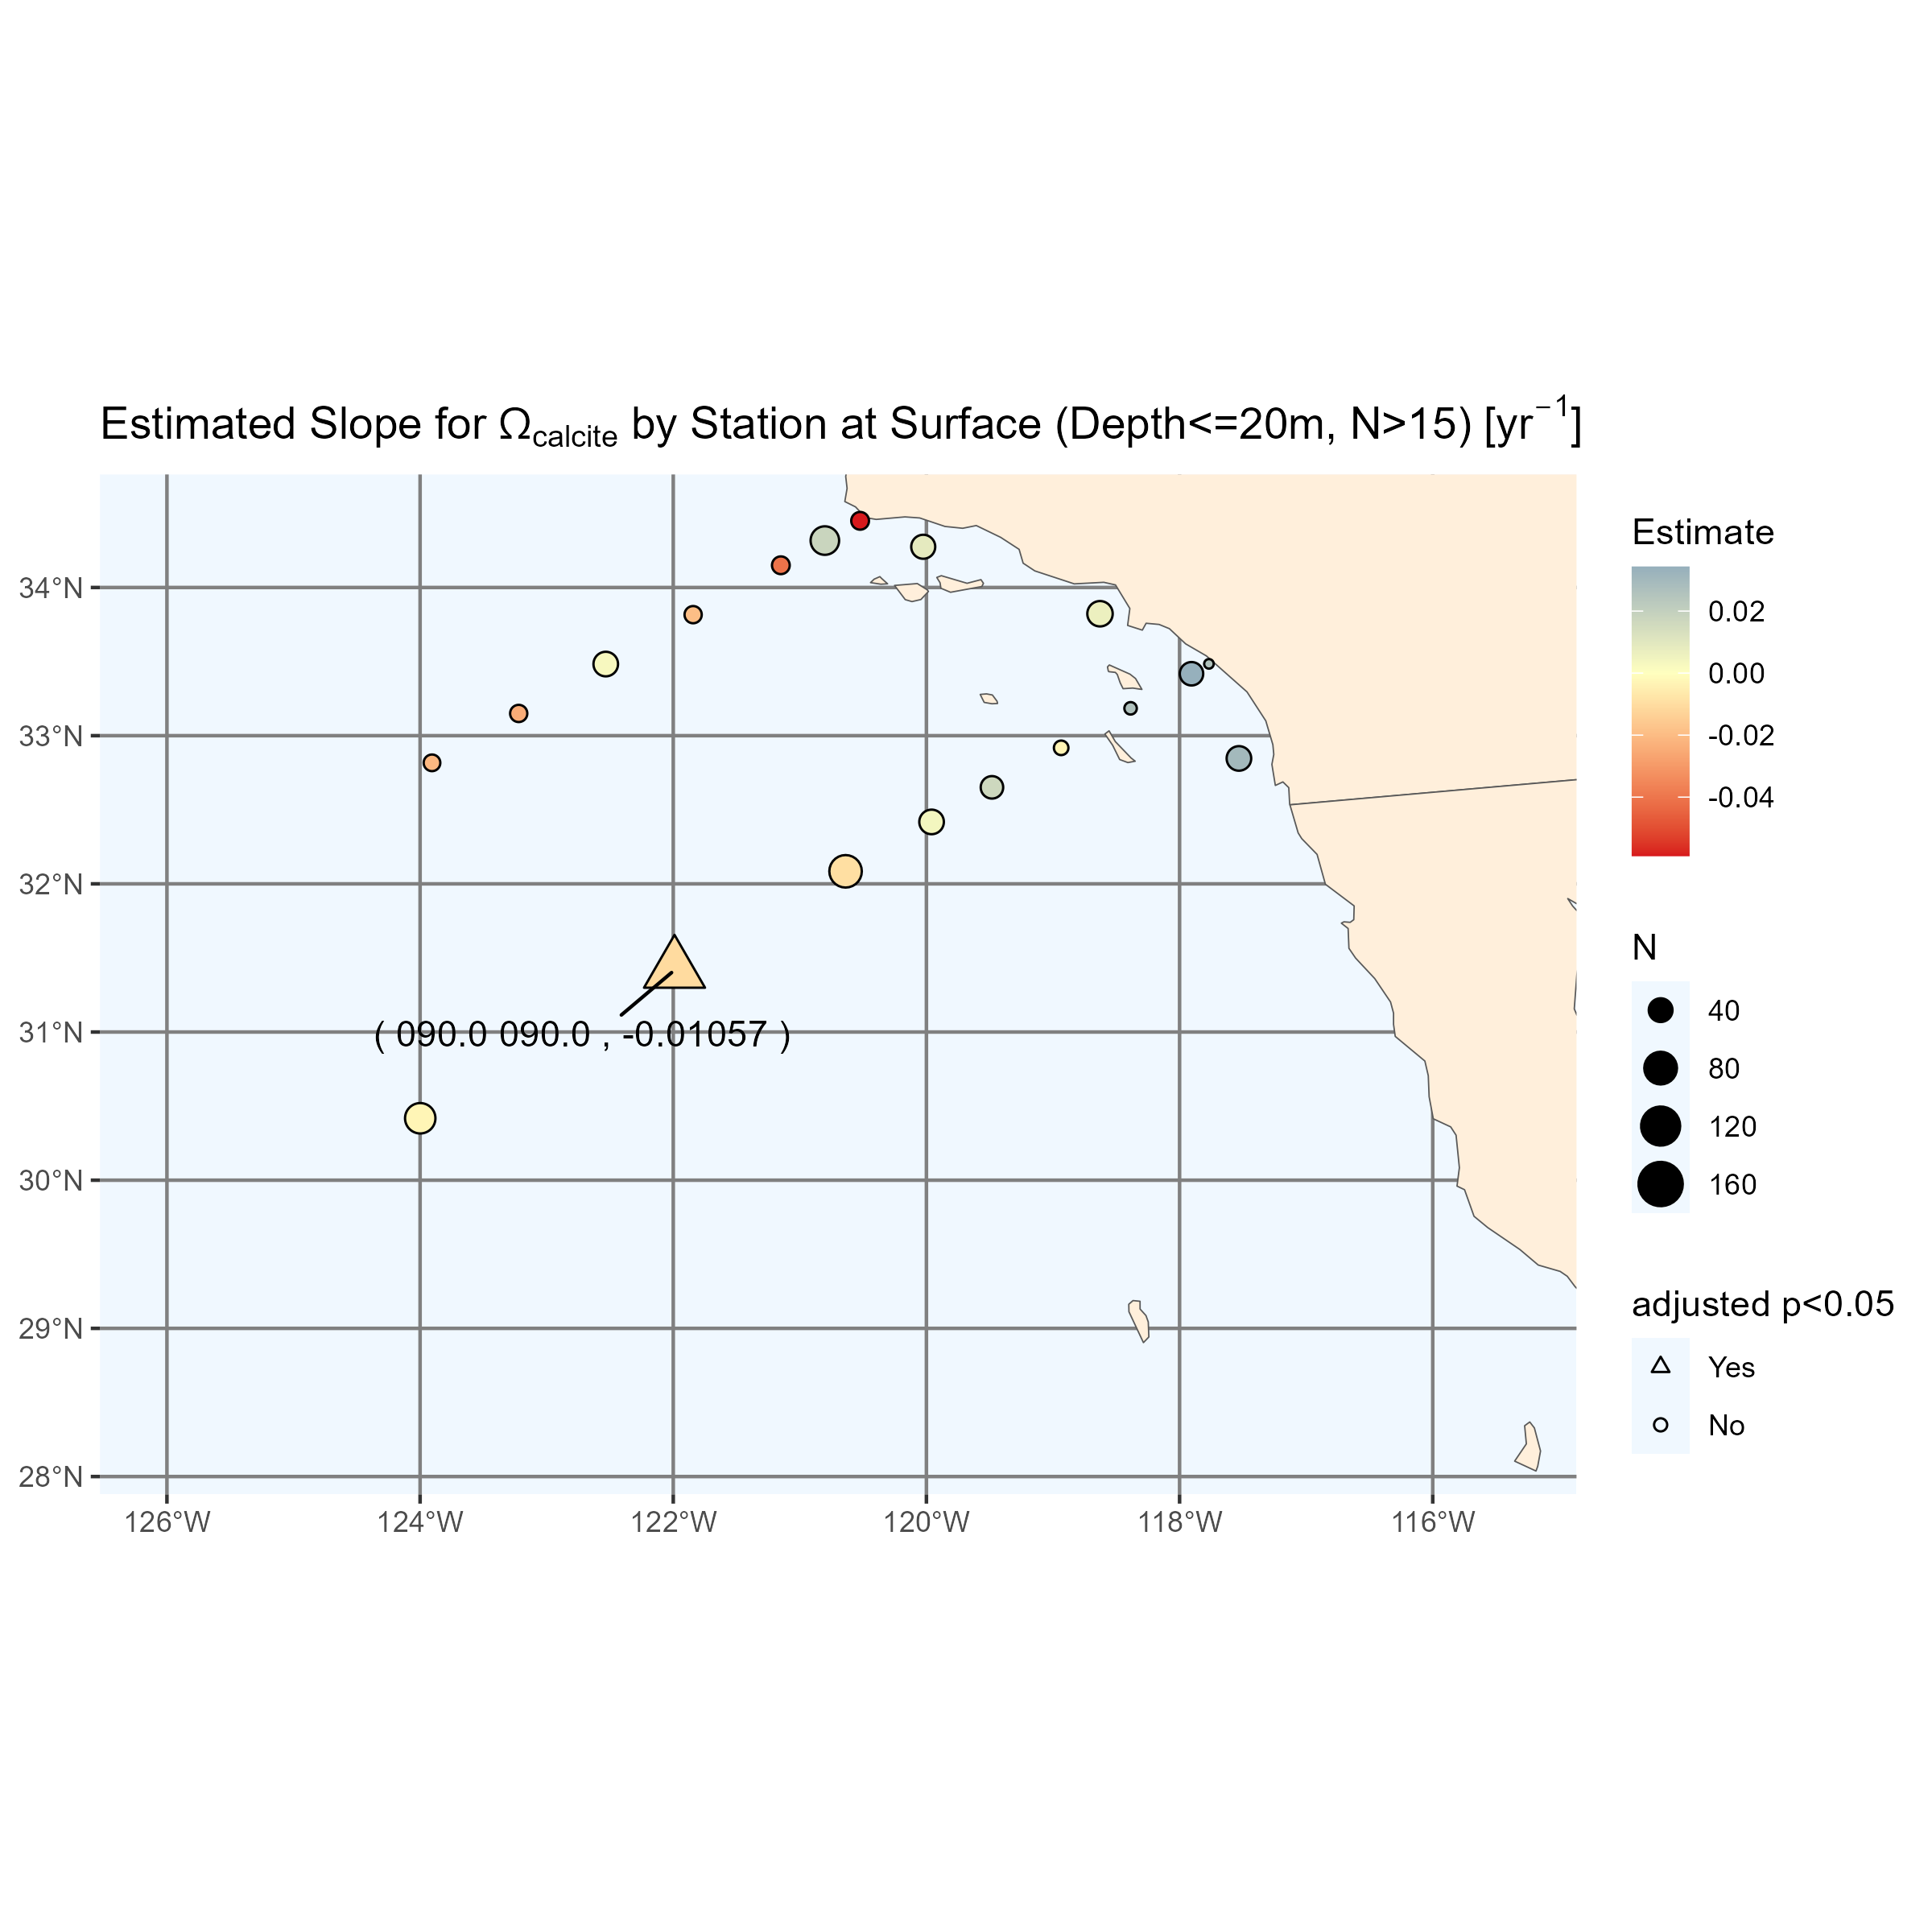 Estimated Slope for Ωcalcite by Station at Surface (Depth<=20m, N>15) [yr⁻¹]
34°N
33°N
32°N
31°N
30°N
29°N
28°N
126°W
124°W
122°W
120°W
118°W
116°W
( 090.0 090.0 , -0.01057 )
Estimate
0.02
0.00
-0.02
-0.04
N
40
80
120
160
adjusted p<0.05
Yes
No